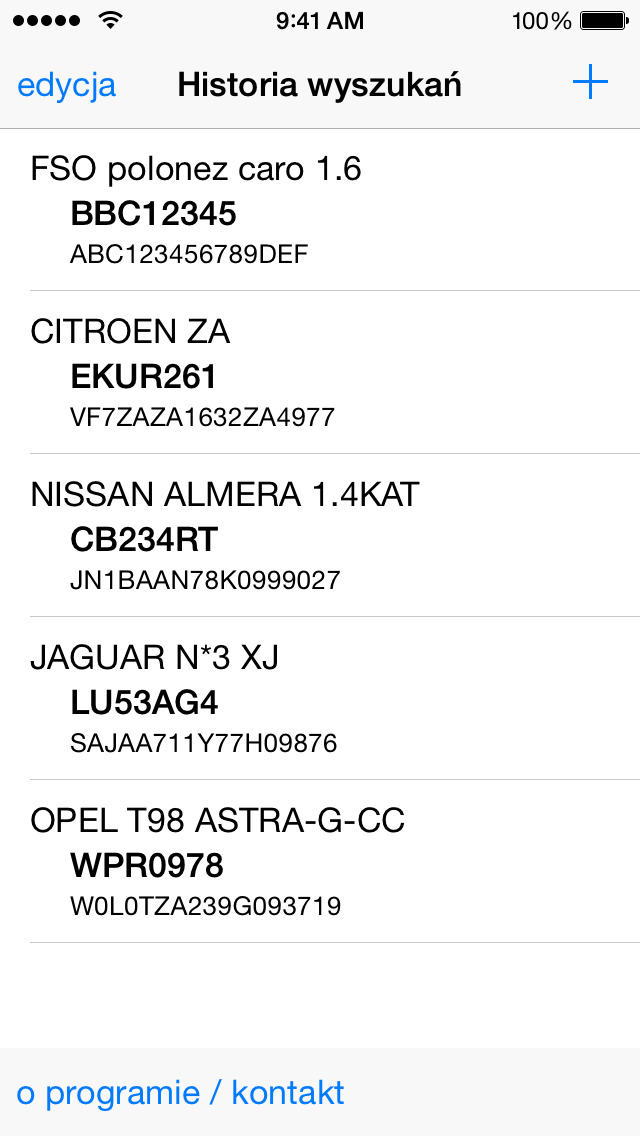 9:41 AM 100%
edycja Historia wyszukań
FSO polonez caro 1.6
BBC12345
ABC123456789DEF
CITROEN ZA
EKUR261
VF7ZAZA1632ZA4977
NISSAN ALMERA 1.4KAT
CB234RT
JN1BAAN78K0999027
JAGUAR N*3 XJ
LU53AG4
SAJAA711Y77H09876
OPEL T98 ASTRA-G-CC
WPR0978
W0L0TZA239G093719
o programie / kontakt